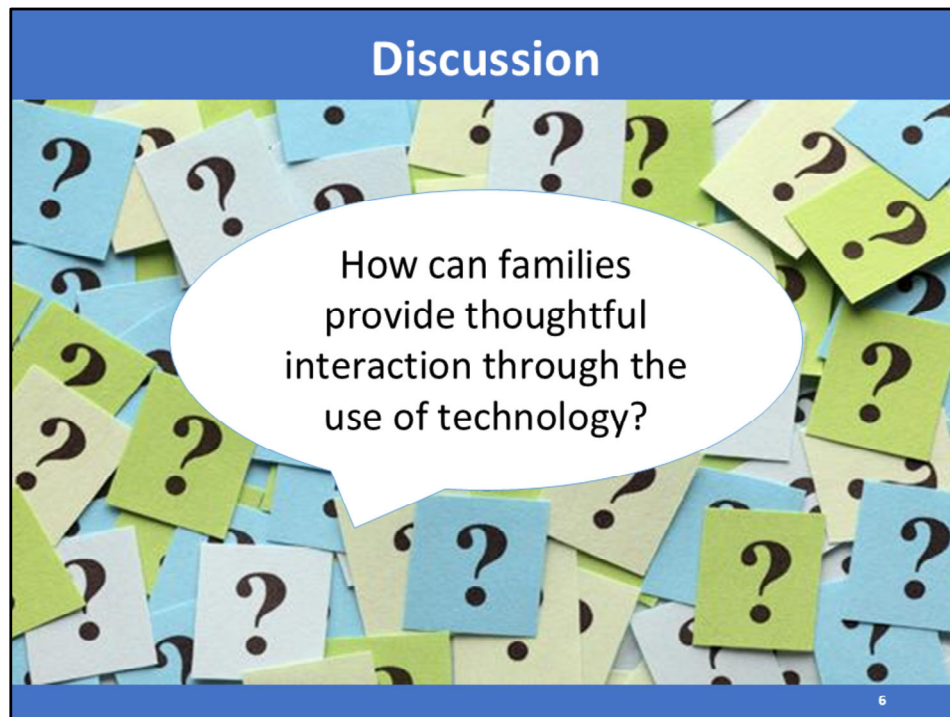 Discussion
How can families
provide thoughtful
interaction through the
use of technology?
6